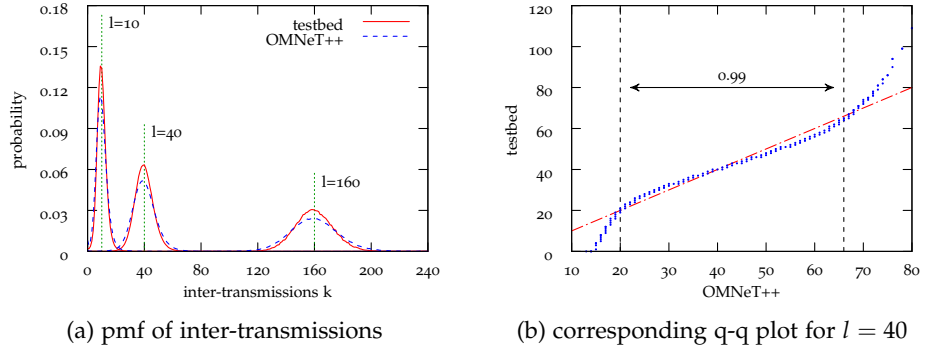 0.18
0.15
0.12
0.09
0.06
0.03
0
probability
0 40 80 120 160 200 240
inter-transmissions k
l=10
l=40
l=160
testbed
OMNeT++
(a) pmf of inter-transmissions
120
100
80
60
40
20
0
testbed
10 20 30 40 50 60 70 80
OMNeT++
0.99
(b) corresponding q-q plot for l = 40